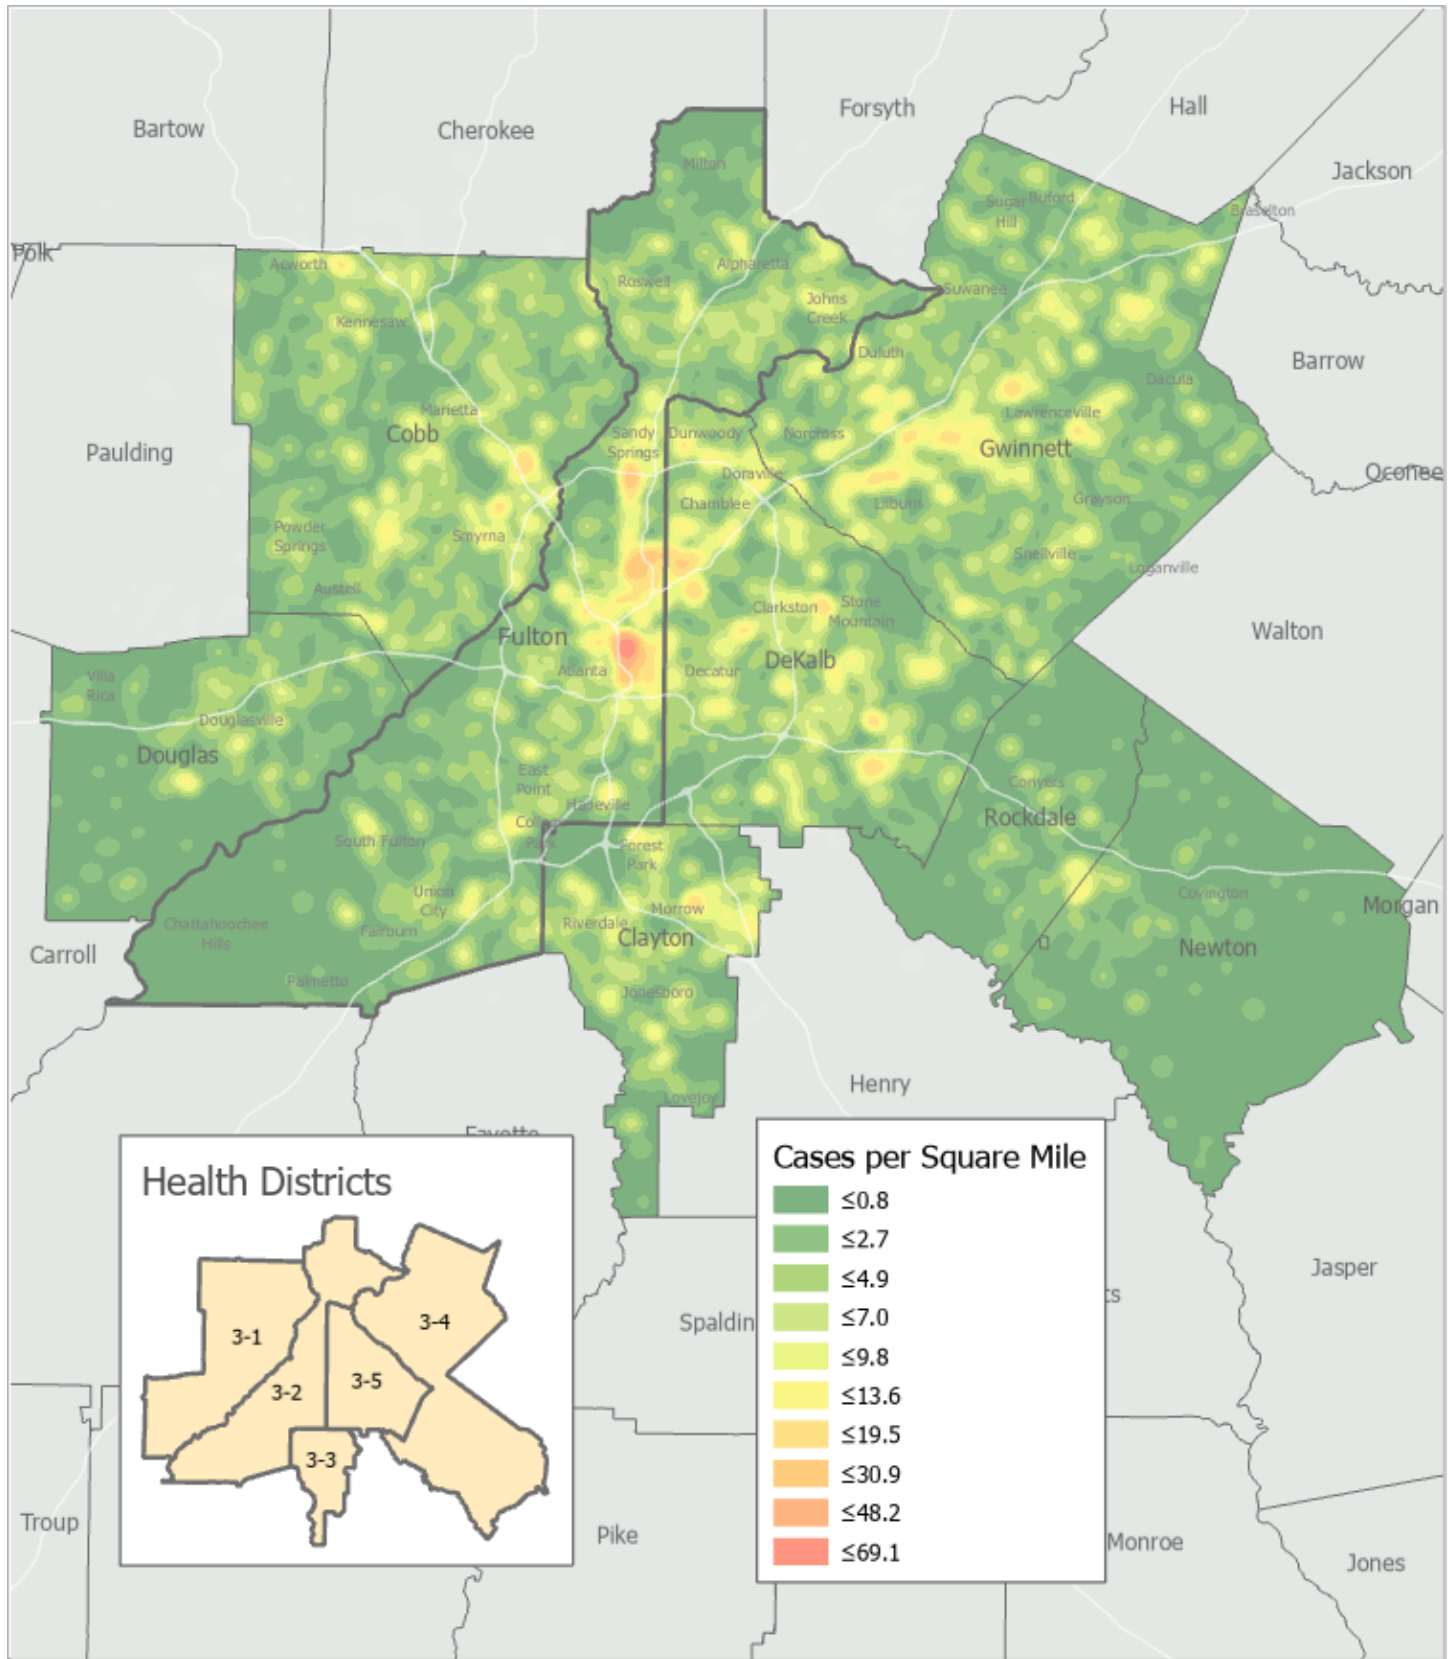 Forsyth
Hall
Bartow
Cherokee
Milton
Jackson
Sugar
Hill
Buford
Braselton
Polk
Acworth
Alpharetta
Roswell
Suwanee
Johns
Creek
Kennesaw
Duluth
Barrow
Dacula
Marietta
Lawrenceville
Cobb
Sandy
Springs
Dunwoody
Norcross
Gwinnett
Paulding
Doraville
Oconee
Chamblee
Lilburn
Grayson
Powder
Springs
Smyrna
Snellville
Loganville
Austell
Clarkston
Stone
Mountain
Fulton
Walton
Villa
Rica
Atlanta
Decatur
DeKalb
Douglasville
Douglas
East
Point
Conyers
Hapeville
Rockdale
College
Park
South Fulton
Forest
Park
Union
City
Covington
Morgan
Morrow
Riverdale
Chattahoochee
Hills
Fairburn
Clayton
Newton
Carroll
Palmetto
Jonesboro
Henry
Lovejoy
Fayette
Health Districts
3-1
3-4
3-2
3-5
3-3
Cases per Square Mile
≤0.8
≤2.7
≤4.9
≤7.0
≤9.8
≤13.6
≤19.5
≤30.9
≤48.2
≤69.1
Jasper
ts
Spaldin
Troup
Pike
Monroe
Jones